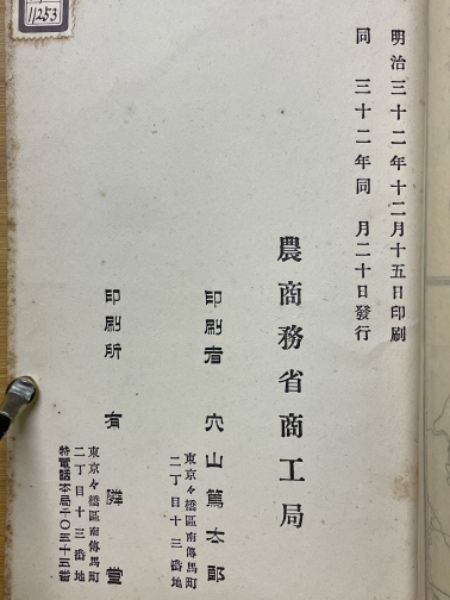 明治三十二年十二月十五日印刷
同三十二年同月二十日發行
農商務省商工局
印刷者 穴山篤太郎
東京々橋區南傳馬町
二丁目十三番地
印刷所 有隣堂
東京々橋區南傳馬町
二丁目十三番地
特電話本局千〇五十五番
11253